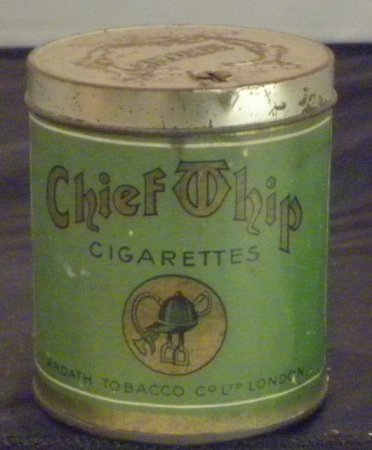 Chief Whip
CIGARETTES
ARDATH TOBACCO Co LTD LONDON